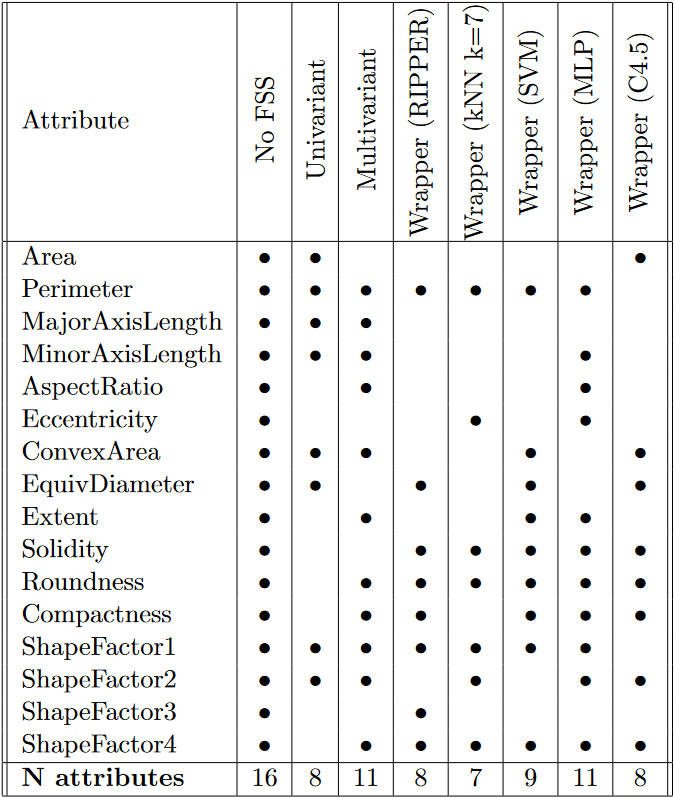 Attribute No FSS Univariant Multivariant Wrapper (RIPPER) Wrapper (kNN k=7) Wrapper (SVM) Wrapper (MLP) Wrapper (C4.5)
Area • • •
Perimeter • • • • • • •
MajorAxisLength • • •
MinorAxisLength • • • •
AspectRatio • • •
Eccentricity • • •
ConvexArea • • • • •
EquivDiameter • • • • •
Extent • • • •
Solidity • • • • • •
Roundness • • • • • • •
Compactness • • • • • •
ShapeFactor1 • • • • • • •
ShapeFactor2 • • • • • •
ShapeFactor3 • •
ShapeFactor4 • • • • • • •
N attributes 16 8 11 8 7 9 11 8